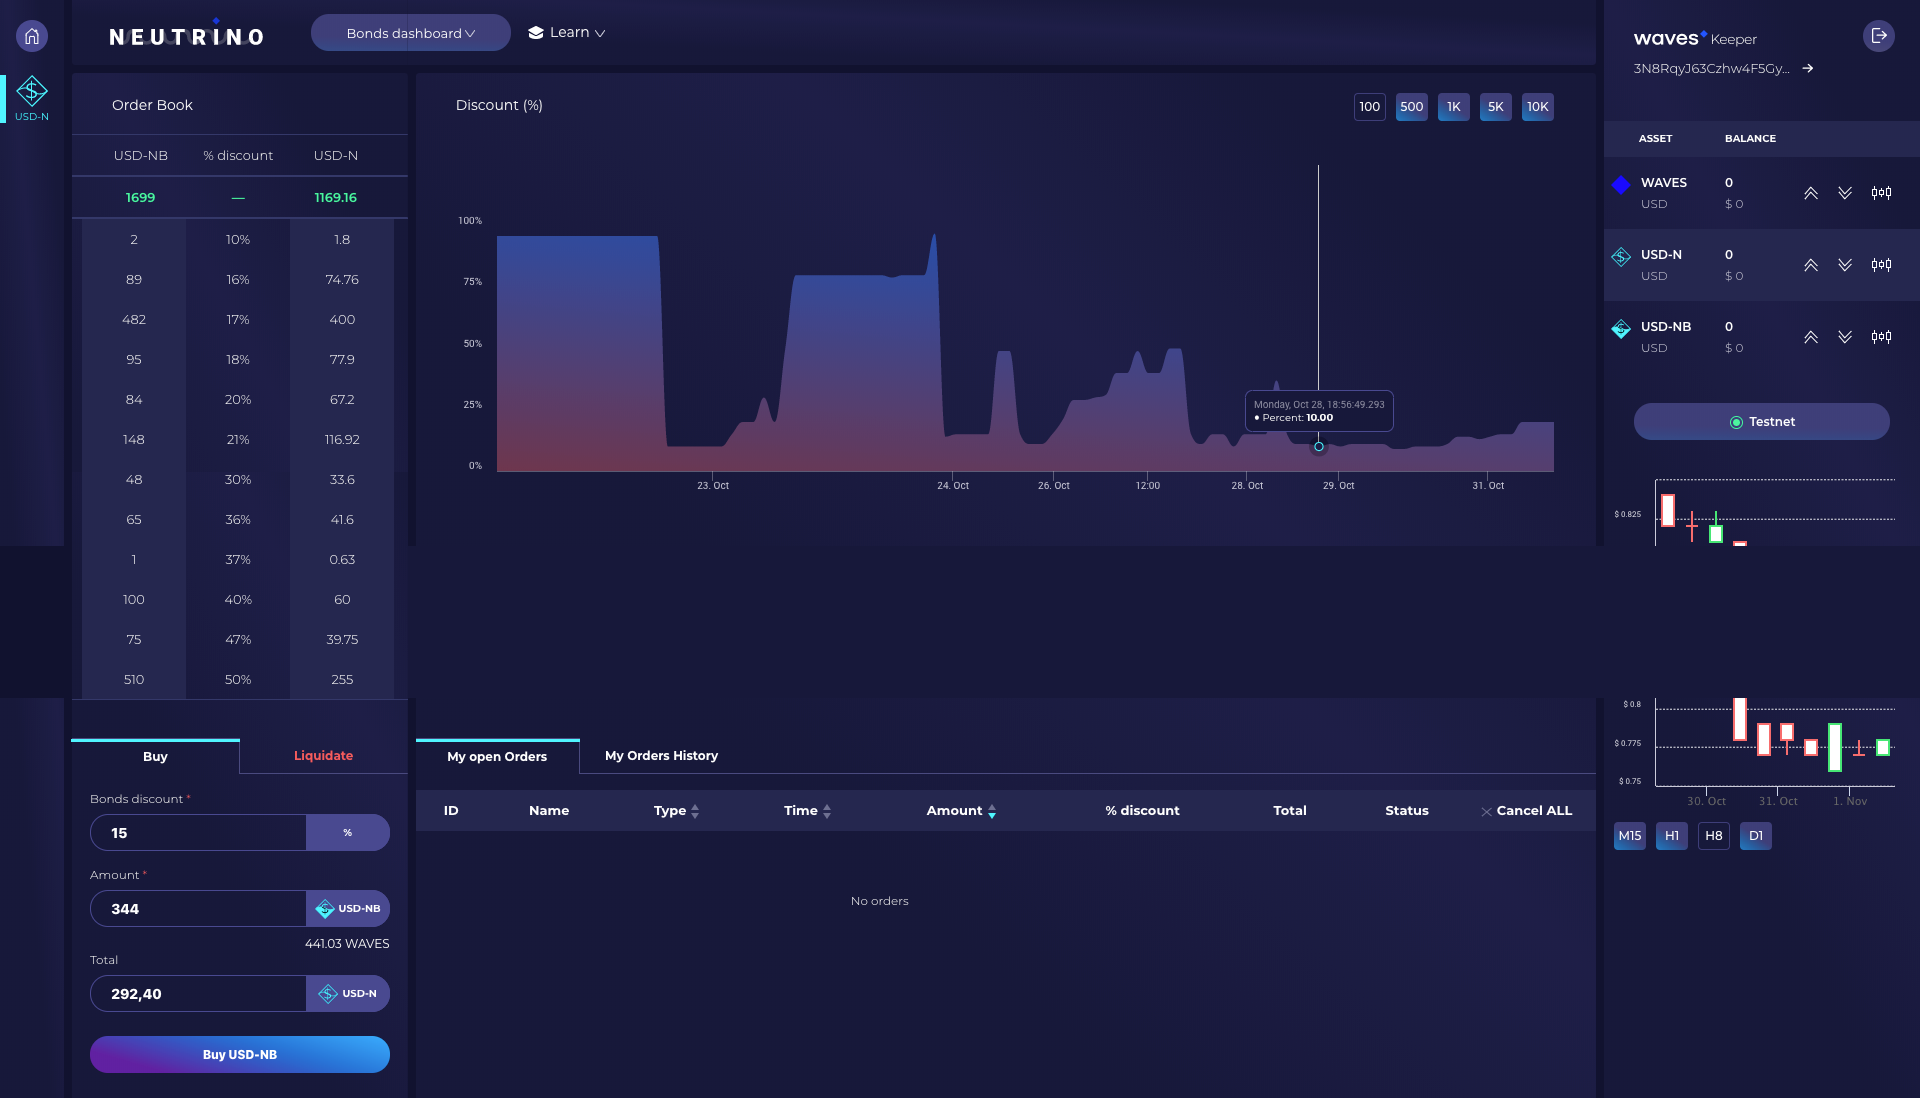 NEUTRINO
Bonds dashboard
Learn
waves Keeper
3N8RqyJ63Czhw4F5Gy...
USD-N
Order Book
USD-NB % discount USD-N
1699 — 1169.16
2 10% 1.8
89 16% 74.76
482 17% 400
95 18% 77.9
84 20% 67.2
148 21% 116.92
48 30% 33.6
65 36% 41.6
1 37% 0.63
100 40% 60
75 47% 39.75
510 50% 255
Discount (%)
100 500 1K 5K 10K
100%
75%
50%
25%
0%
Monday, Oct 28, 18:56:49.293
● Percent: 10.00
23. Oct 24. Oct 26. Oct 12:00 28. Oct 29. Oct 31. Oct
ASSET BALANCE
WAVES 0
USD $ 0
USD-N 0
USD $ 0
USD-NB 0
USD $ 0
Testnet
$ 0.825
$ 0.8
$ 0.775
$ 0.75
30. Oct 31. Oct 1. Nov
M15 H1 H8 D1
Buy Liquidate
Bonds discount *
15 %
Amount *
344 USD-NB
441.03 WAVES
Total
292,40 USD-N
Buy USD-NB
My open Orders My Orders History
ID Name Type Time Amount % discount Total Status Cancel ALL
No orders